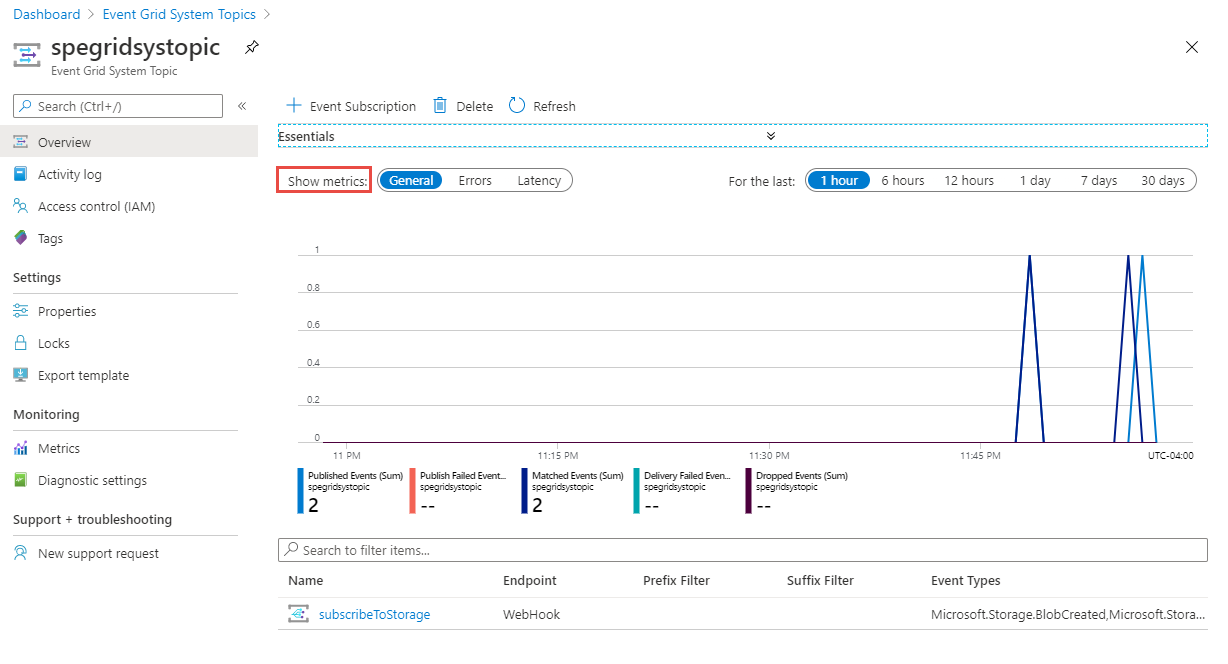 Dashboard > Event Grid System Topics >
spegridsystopic
Event Grid System Topic
Search (Ctrl+/)
«
Overview
Activity log
Access control (IAM)
Tags
Settings
Properties
Locks
Export template
Monitoring
Metrics
Diagnostic settings
Support + troubleshooting
New support request
+ Event Subscription Delete Refresh
Essentials
Show metrics: General Errors Latency For the last: 1 hour 6 hours 12 hours 1 day 7 days 30 days
1
0.8
0.6
0.4
0.2
0
11 PM 11:15 PM 11:30 PM 11:45 PM UTC-04:00
Published Events (Sum)
spegridsystopic
2
Publish Failed Event...
spegridsystopic
--
Matched Events (Sum)
spegridsystopic
2
Delivery Failed Even...
spegridsystopic
--
Dropped Events (Sum)
spegridsystopic
--
Search to filter items...
Name Endpoint Prefix Filter Suffix Filter Event Types
subscribeToStorage WebHook Microsoft.Storage.BlobCreated,Microsoft.Stora...